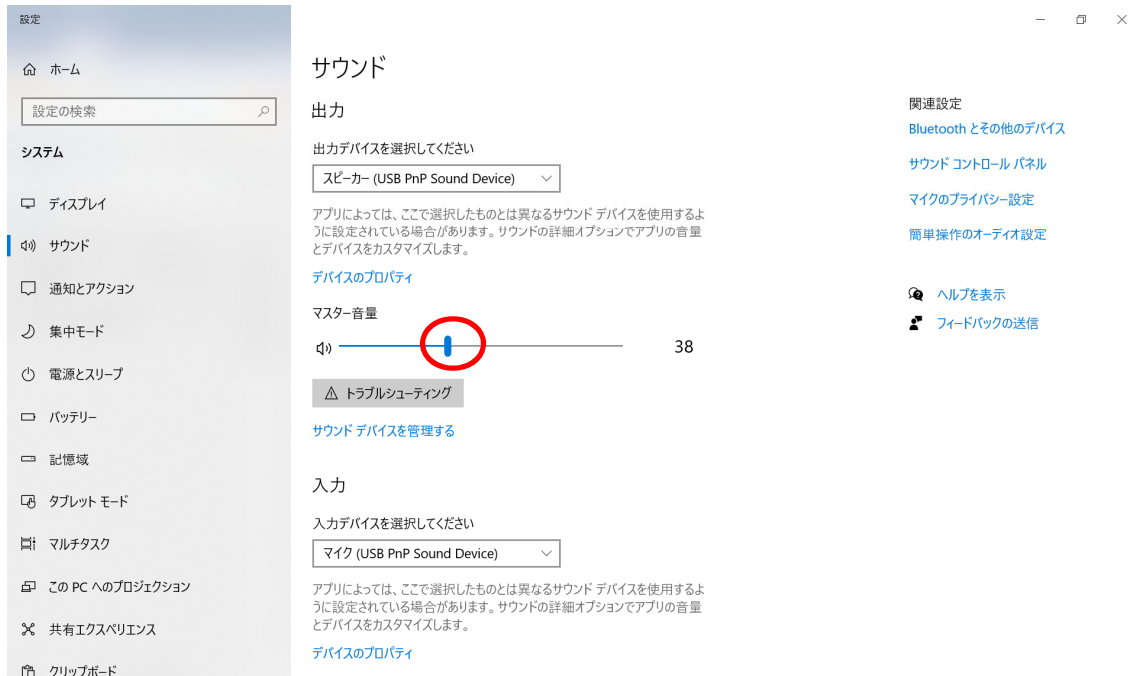 設定
ホーム
設定の検索
システム
ディスプレイ
サウンド
通知とアクション
集中モード
電源とスリープ
バッテリー
記憶域
タブレット モード
マルチタスク
この PC へのプロジェクション
共有エクスペリエンス
クリップボード
サウンド
出力
出力デバイスを選択してください
スピーカー (USB PnP Sound Device)
アプリによっては、ここで選択したものとは異なるサウンド デバイスを使用するよ
うに設定されている場合があります。サウンドの詳細オプションでアプリの音量
とデバイスをカスタマイズします。
デバイスのプロパティ
マスター音量
38
トラブルシューティング
サウンド デバイスを管理する
入力
入力デバイスを選択してください
マイク (USB PnP Sound Device)
アプリによっては、ここで選択したものとは異なるサウンド デバイスを使用するよ
うに設定されている場合があります。サウンドの詳細オプションでアプリの音量
とデバイスをカスタマイズします。
デバイスのプロパティ
関連設定
Bluetooth とその他のデバイス
サウンド コントロール パネル
マイクのプライバシー設定
簡単操作のオーディオ設定
ヘルプを表示
フィードバックの送信